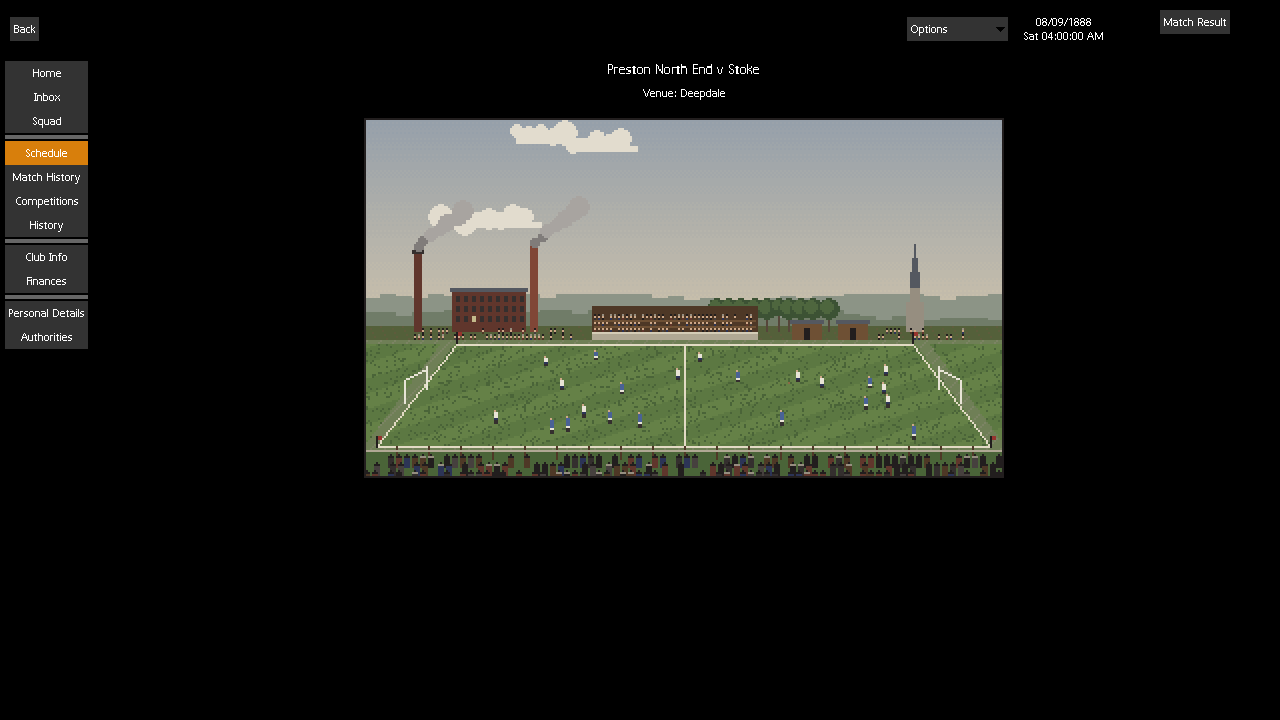 Back
Options
08/09/1888
Sat 04:00:00 AM
Match Result
Home
Inbox
Squad
Schedule
Match History
Competitions
History
Club Info
Finances
Personal Details
Authorities
Preston North End v Stoke
Venue: Deepdale